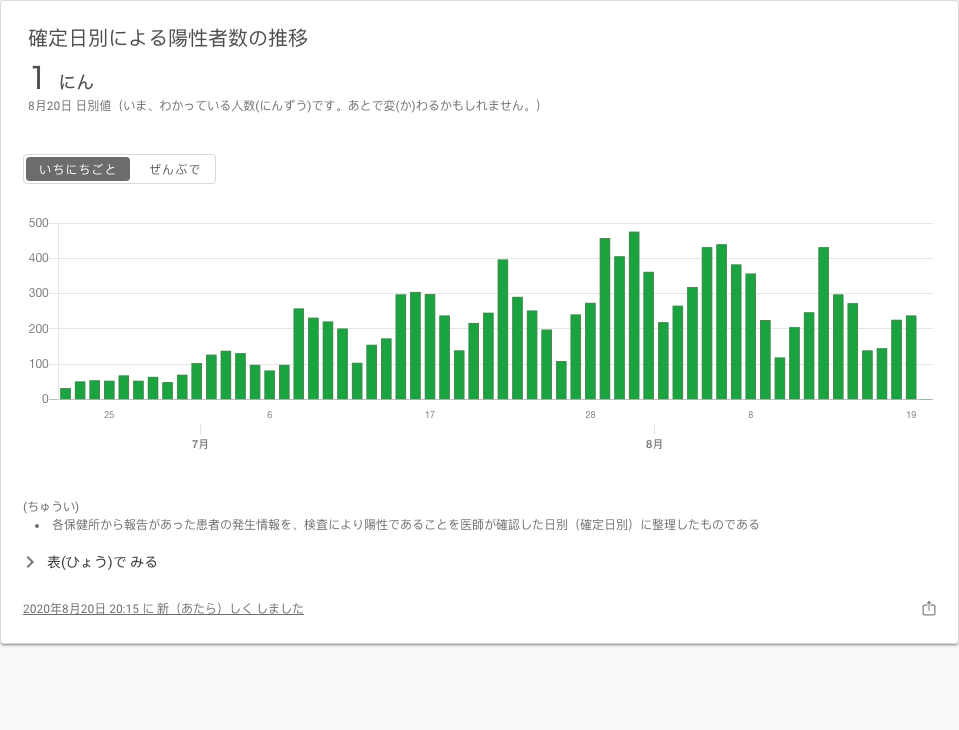 確定日別による陽性者数の推移
1 にん
8月20日 日別値（いま、わかっている人数(にんずう)です。あとで変(か)わるかもしれません。）
いちにちごと ぜんぶで
500
400
300
200
100
0
25 6 17 28 8 19
7月 8月
(ちゅうい)
• 各保健所から報告があった患者の発生情報を、検査により陽性であることを医師が確認した日別（確定日別）に整理したものである
表(ひょう)で みる
2020年8月20日 20:15 に 新（あたら）しく しました